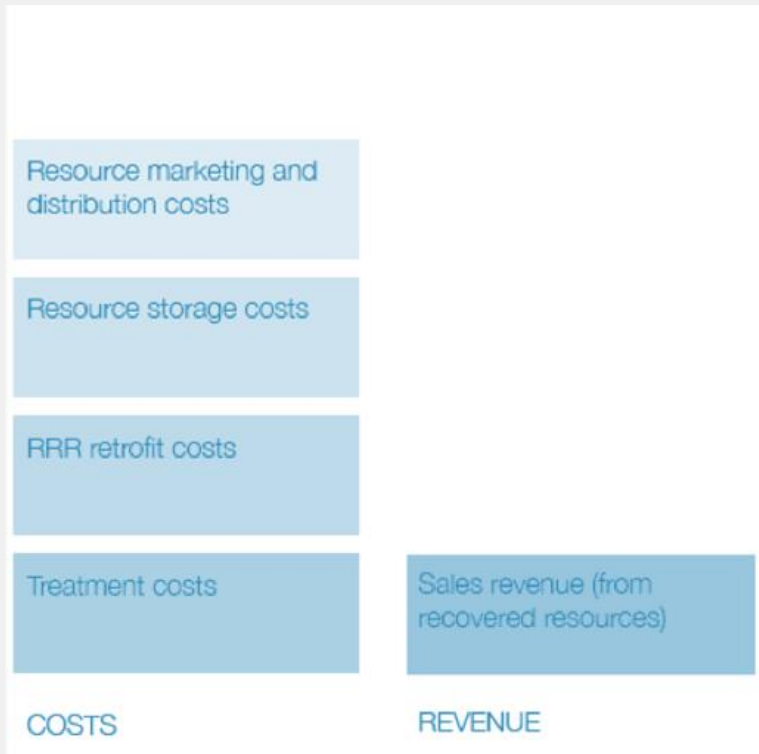 Resource marketing and
distribution costs
Resource storage costs
RRR retrofit costs
Treatment costs
Sales revenue (from
recovered resources)
COSTS
REVENUE